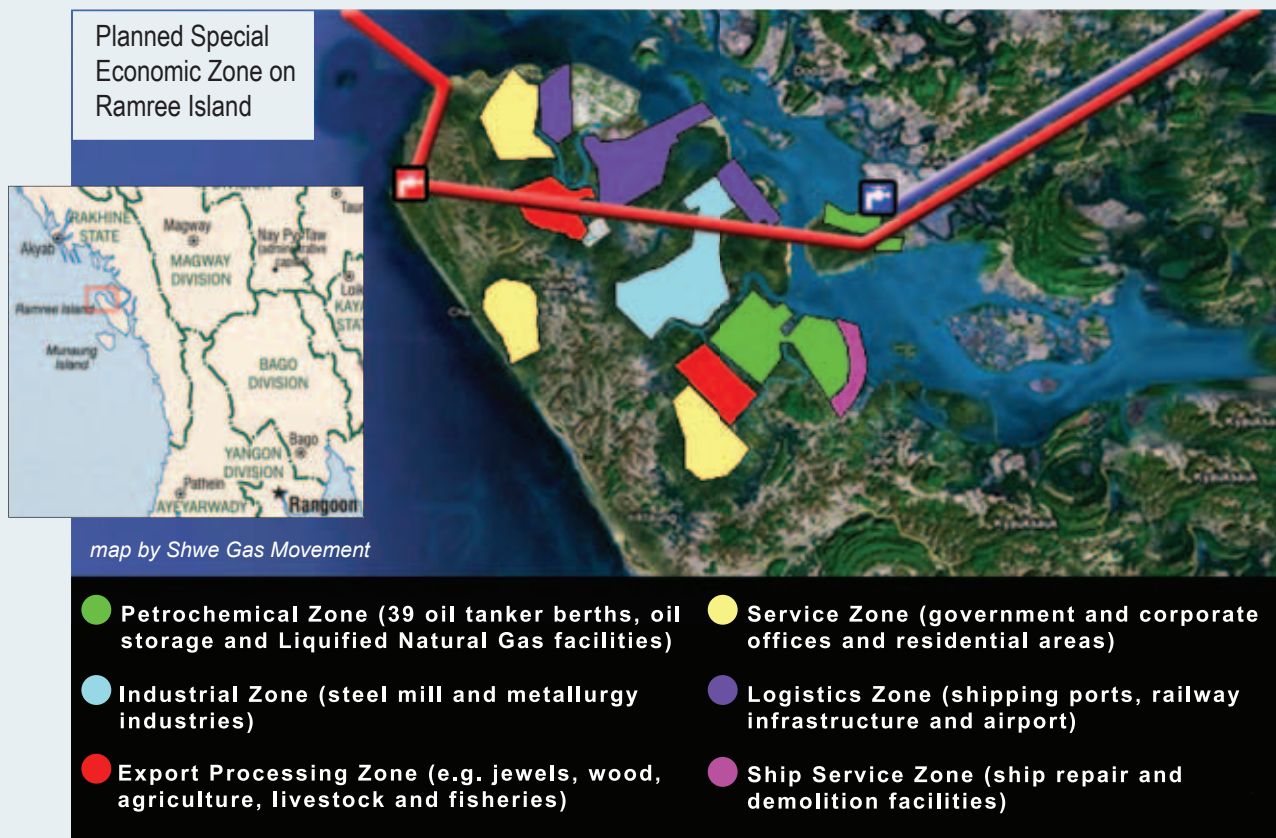 Planned Special
Economic Zone on
Ramree Island
RAKHINE
STATE
Akyab
Magway
MAGWAY
DIVISION
Nay Pyi Taw
(administrative
capital)
Ramree Island
Munaung
Island
BAGO
DIVISION
Bago
YANGON
DIVISION
Pathein
AYEYARWADY
Rangoon
map by Shwe Gas Movement
Petrochemical Zone (39 oil tanker berths, oil
storage and Liquified Natural Gas facilities)
Industrial Zone (steel mill and metallurgy
industries)
Export Processing Zone (e.g. jewels, wood,
agriculture, livestock and fisheries)
Service Zone (government and corporate
offices and residential areas)
Logistics Zone (shipping ports, railway
infrastructure and airport)
Ship Service Zone (ship repair and
demolition facilities)